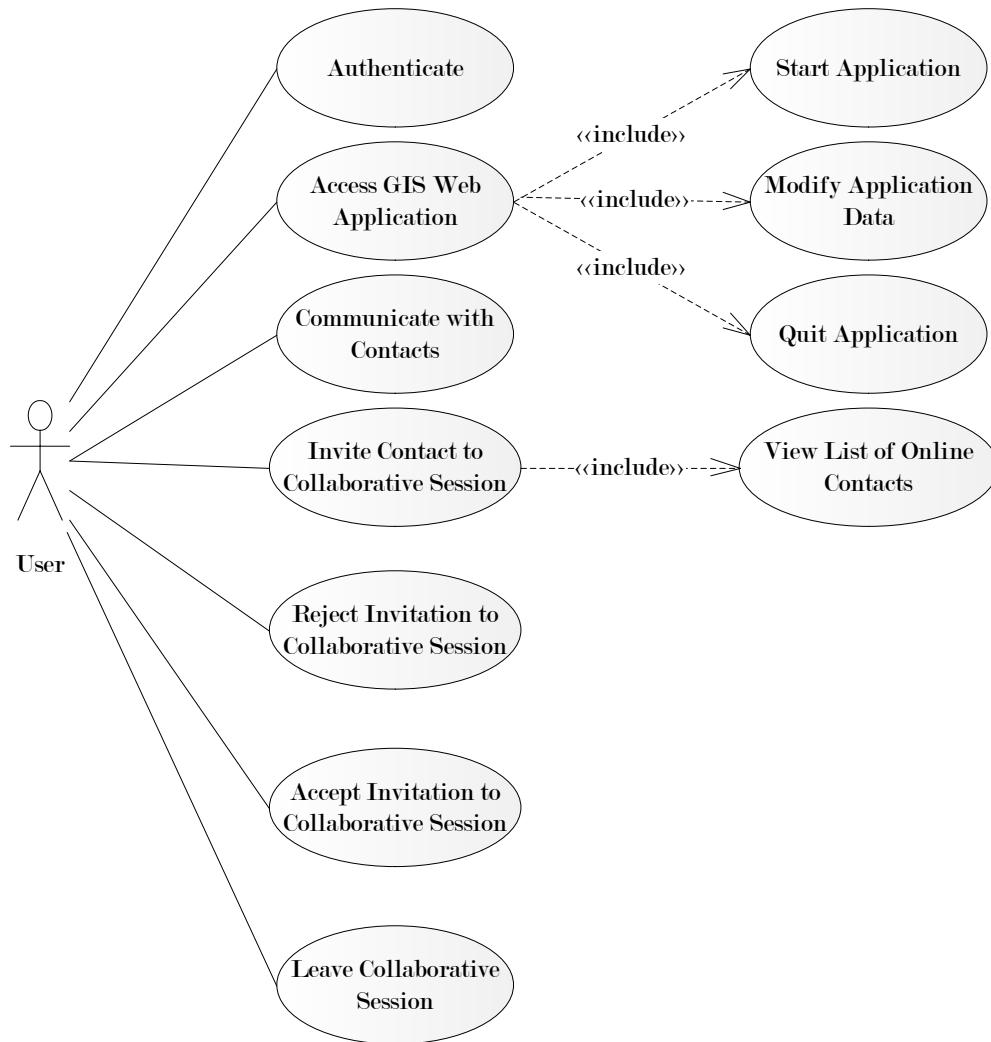 Authenticate
Start Application
‹‹include››
Access GIS Web
Application
‹‹include››
Modify Application
Data
‹‹include››
Communicate with
Contacts
Quit Application
Invite Contact to
Collaborative Session
‹‹include››
View List of Online
Contacts
User
Reject Invitation to
Collaborative Session
Accept Invitation to
Collaborative Session
Leave Collaborative
Session